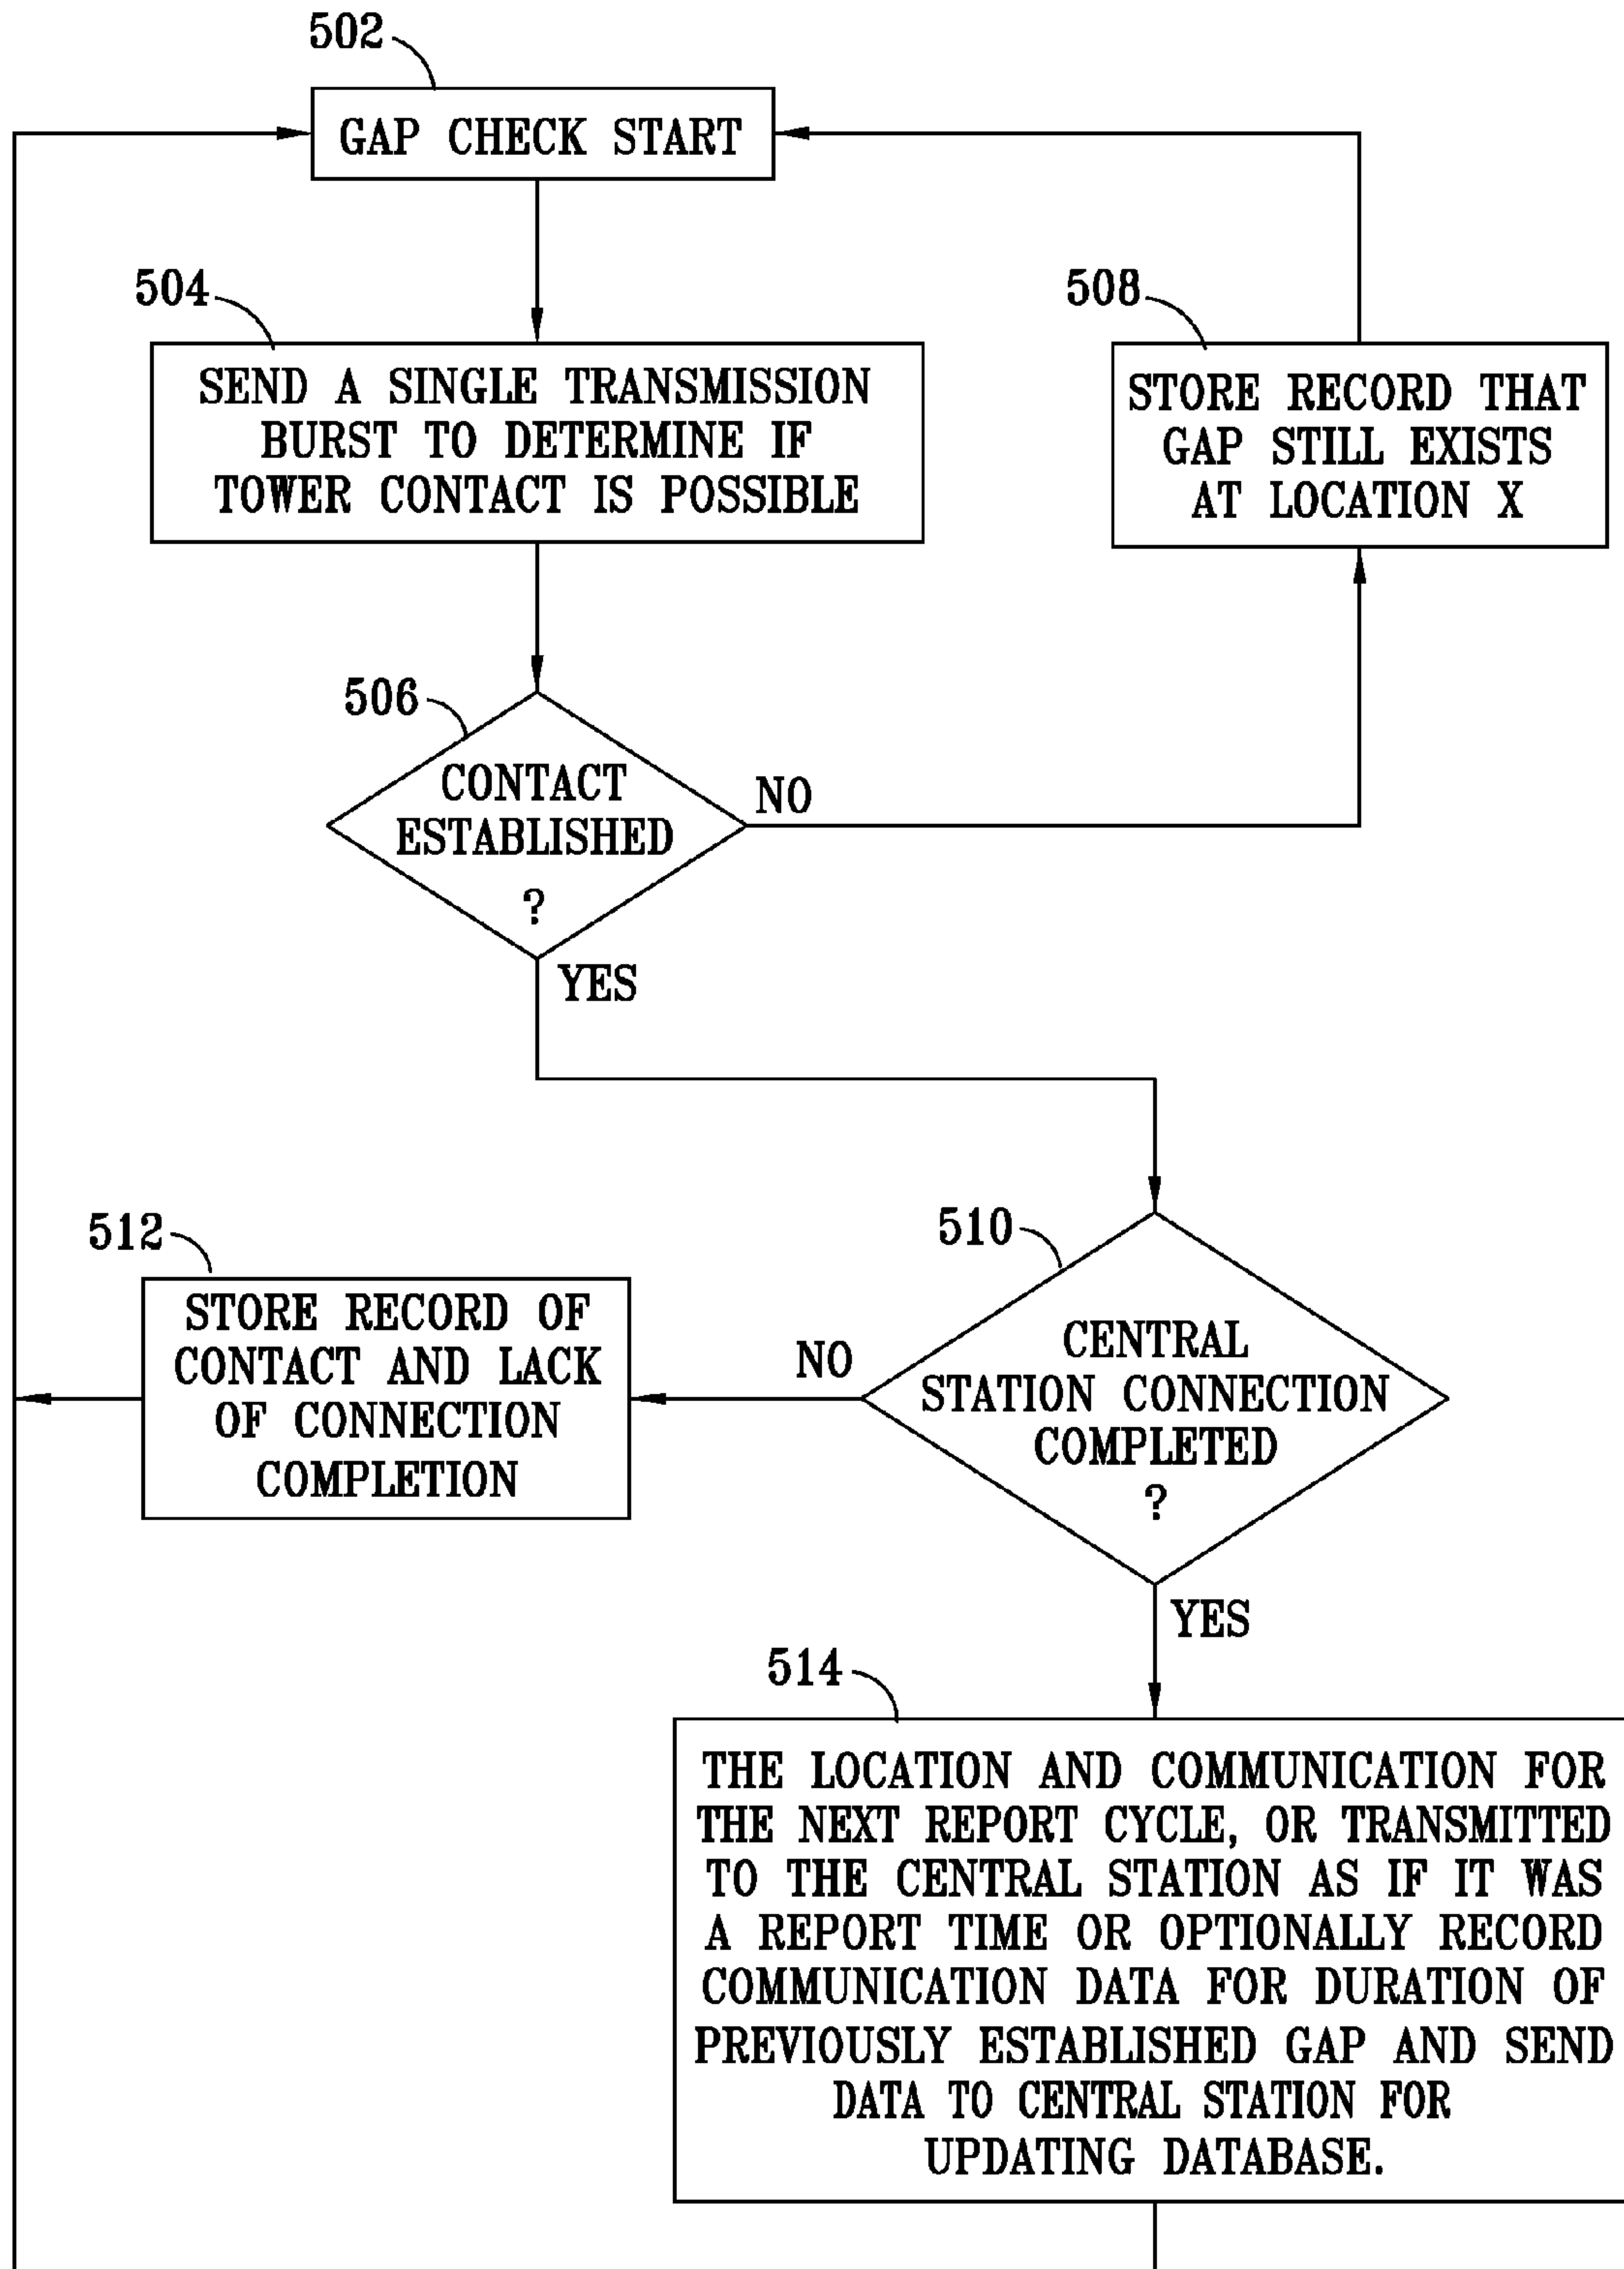 502
GAP CHECK START
504
SEND A SINGLE TRANSMISSION
BURST TO DETERMINE IF
TOWER CONTACT IS POSSIBLE
508
STORE RECORD THAT
GAP STILL EXISTS
AT LOCATION X
506
CONTACT
ESTABLISHED
?
NO
YES
510
CENTRAL
STATION CONNECTION
COMPLETED
?
NO
YES
512
STORE RECORD OF
CONTACT AND LACK
OF CONNECTION
COMPLETION
514
THE LOCATION AND COMMUNICATION FOR
THE NEXT REPORT CYCLE, OR TRANSMITTED
TO THE CENTRAL STATION AS IF IT WAS
A REPORT TIME OR OPTIONALLY RECORD
COMMUNICATION DATA FOR DURATION OF
PREVIOUSLY ESTABLISHED GAP AND SEND
DATA TO CENTRAL STATION FOR
UPDATING DATABASE.